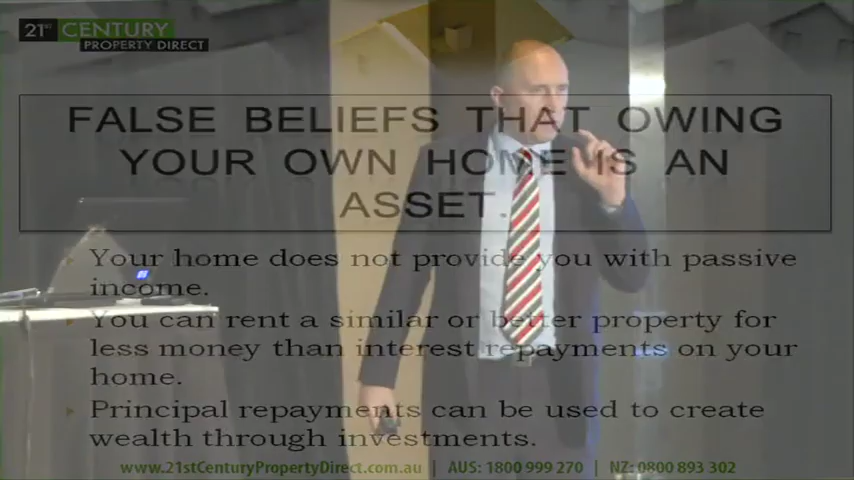 21ST CENTURY
PROPERTY DIRECT
FALSE BELIEFS THAT OWING
YOUR OWN HOME IS AN
ASSET.
Your home does not provide you with passive
income.
You can rent a similar or better property for
less money than interest repayments on your
home.
Principal repayments can be used to create
wealth through investments.
www.21stCenturyPropertyDirect.com.au | AUS: 1800 999 270 | NZ: 0800 893 302